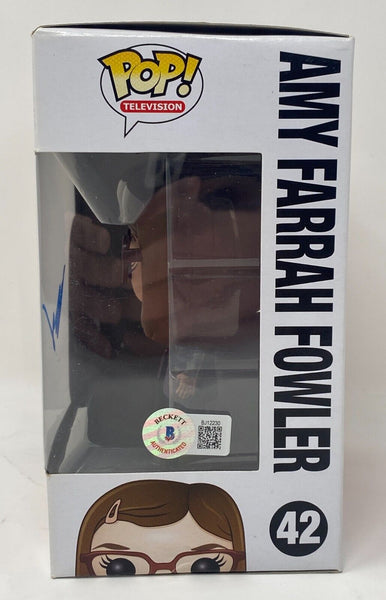 POP!
TELEVISION
AMY FARRAH FOWLER
42
BECKETT
B
AUTHENTICATED
BJ12230